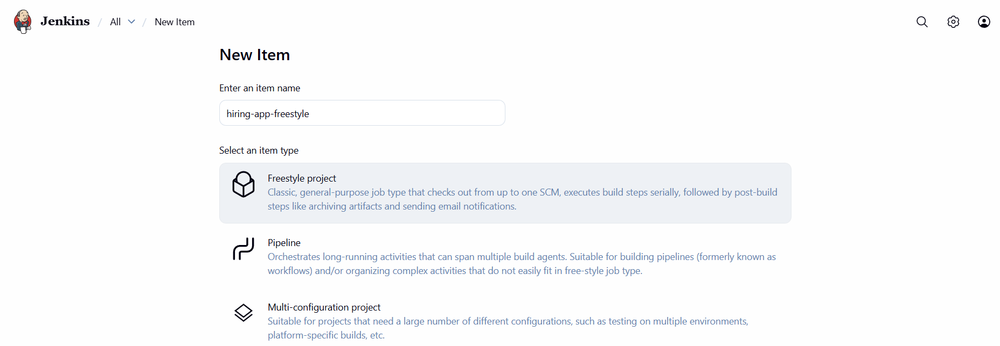 Jenkins / All / New Item
New Item
Enter an item name
hiring-app-freestyle
Select an item type
Freestyle project
Classic, general-purpose job type that checks out from up to one SCM, executes build steps serially, followed by post-build
steps like archiving artifacts and sending email notifications.
Pipeline
Orchestrates long-running activities that can span multiple build agents. Suitable for building pipelines (formerly known as
workflows) and/or organizing complex activities that do not easily fit in free-style job type.
Multi-configuration project
Suitable for projects that need a large number of different configurations, such as testing on multiple environments,
platform-specific builds, etc.